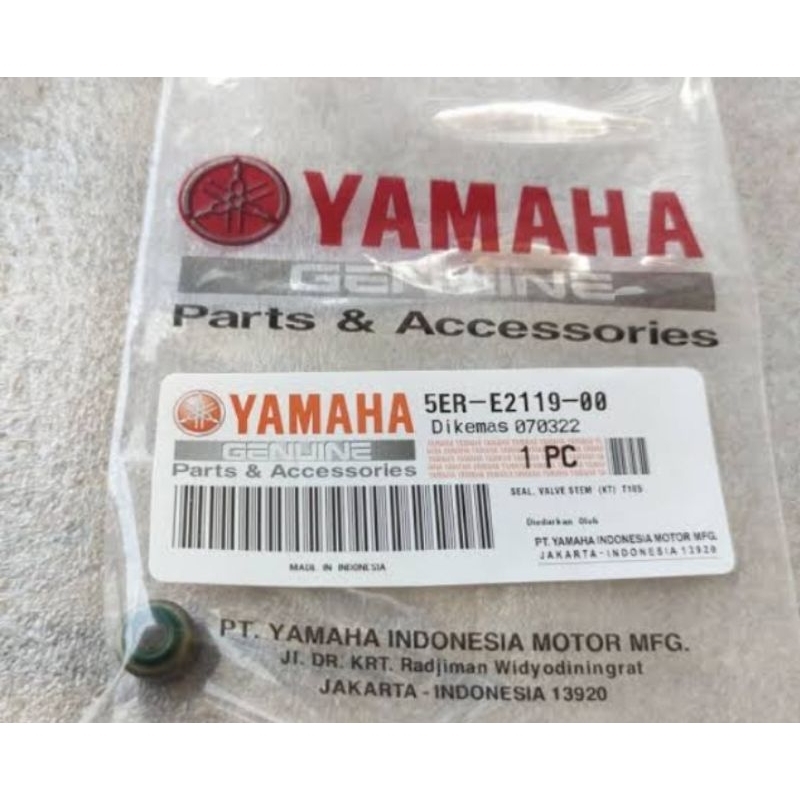 YAMAHA
GENUINE
Parts & Accessories
YAMAHA
GENUINE
Parts & Accessories
5ER-E2119-00
Dikemas 070322
1 PC
SEAL, VALVE STEM (KT) T105
Diedarkan Oleh
PT. YAMAHA INDONESIA MOTOR MFG.
JAKARTA - INDONESIA 13920
MADE IN INDONESIA
PT. YAMAHA INDONESIA MOTOR MFG.
Jl. DR. KRT. Radjiman Widyodiningrat
JAKARTA - INDONESIA 13920